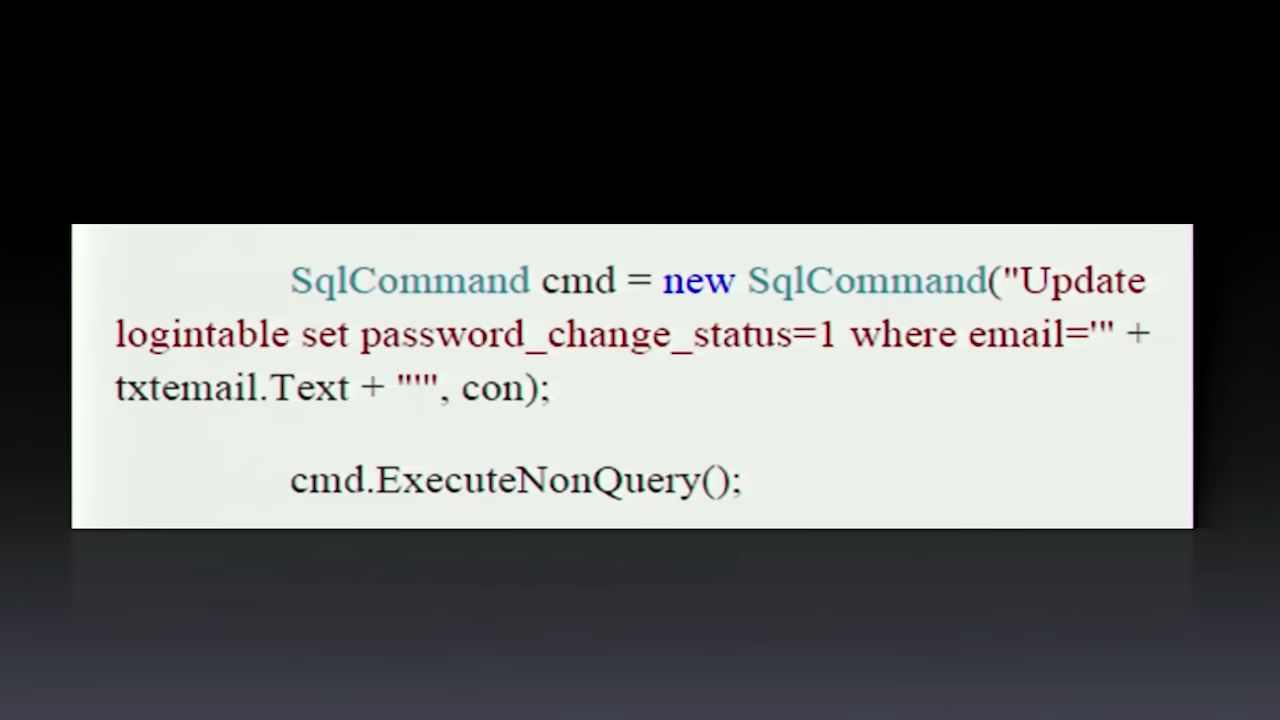 SqlCommand cmd = new SqlCommand("Update
logintable set password_change_status=1 where email='" +
txtemail.Text + "'", con);
cmd.ExecuteNonQuery();